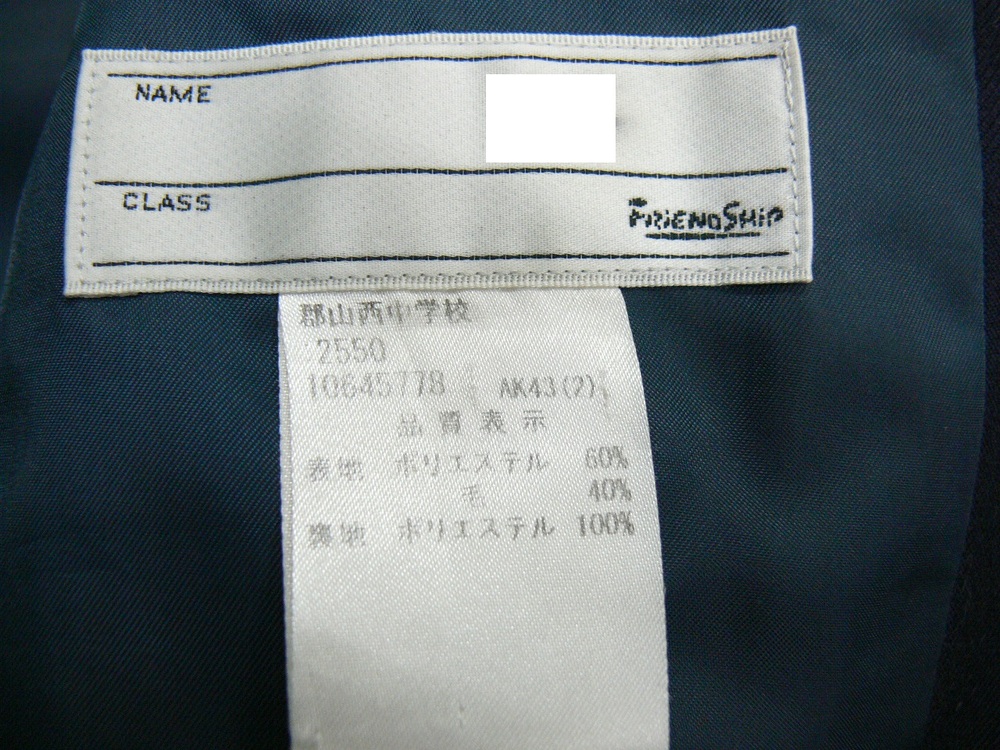 NAME
CLASS
FRIENDSHIP
郡山西中学校
2550
10645778 AK43(2)
品質表示
表地 ポリエステル 60%
毛 40%
裏地 ポリエステル 100%